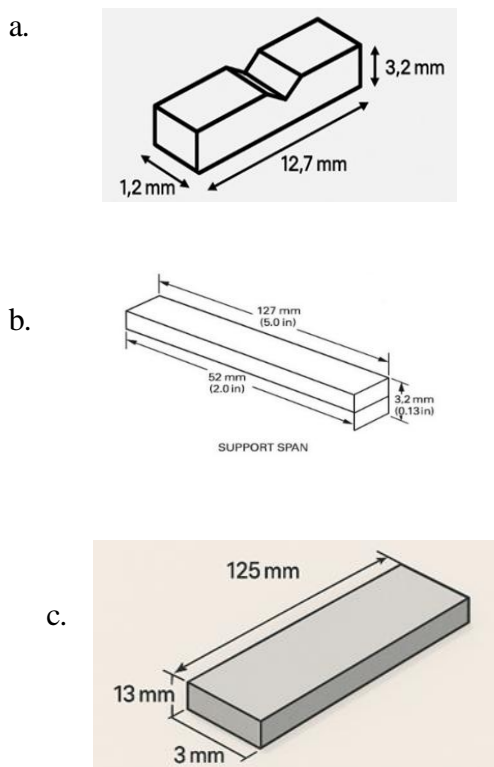 a.
3,2 mm
12,7 mm
1,2 mm
b.
127 mm
(5.0 in)
52 mm
(2.0 in)
3,2 mm
(0.13in)
SUPPORT SPAN
c.
125 mm
13 mm
3 mm